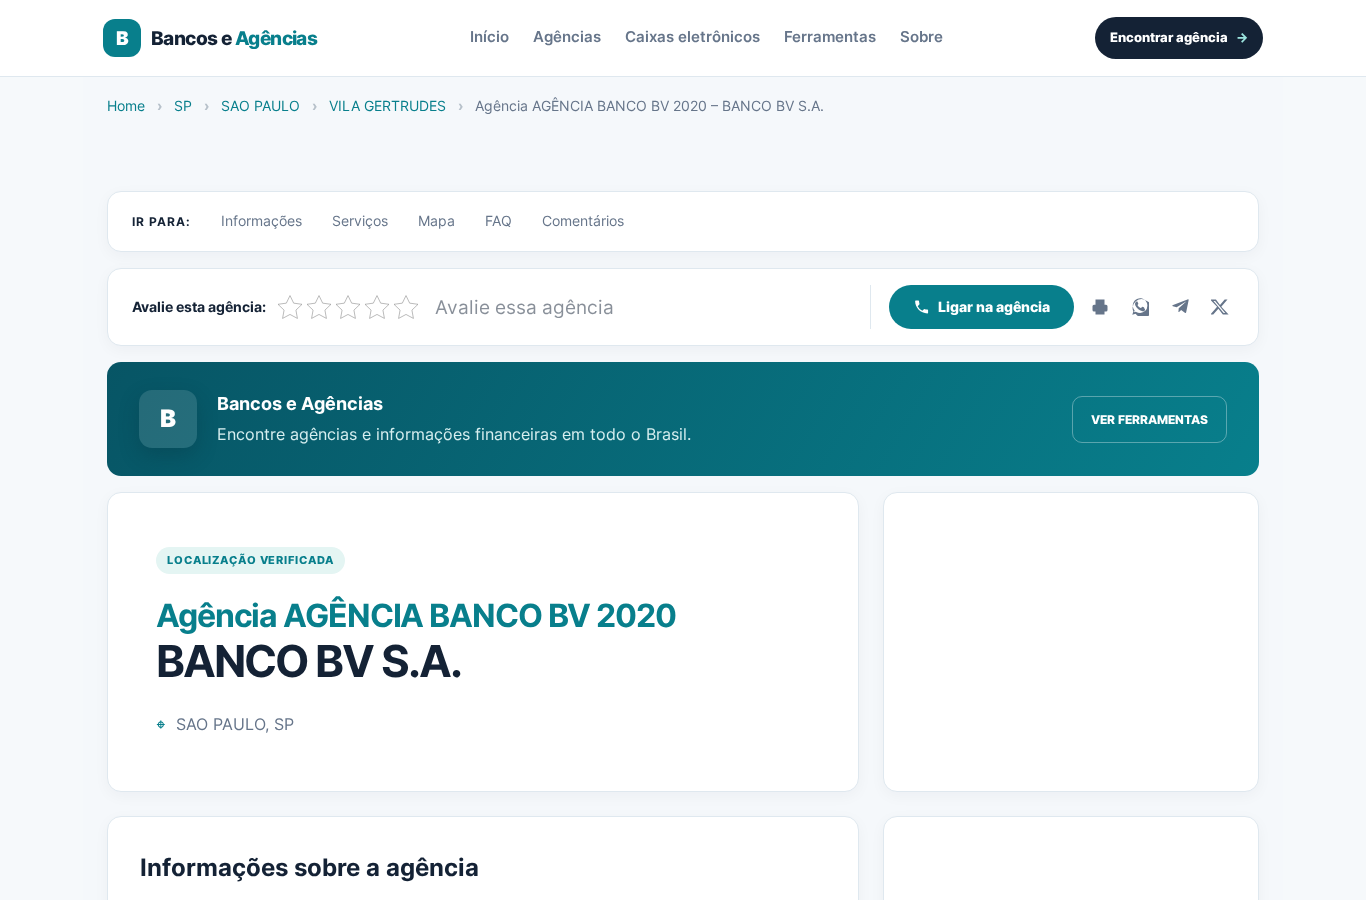 B Bancos e Agências Início Agências Caixas eletrônicos Ferramentas Sobre Encontrar agência →
Home › SP › SAO PAULO › VILA GERTRUDES › Agência AGÊNCIA BANCO BV 2020 – BANCO BV S.A.
IR PARA: Informações Serviços Mapa FAQ Comentários
Avalie esta agência: Avalie essa agência Ligar na agência
B
Bancos e Agências
Encontre agências e informações financeiras em todo o Brasil.
VER FERRAMENTAS
LOCALIZAÇÃO VERIFICADA
Agência AGÊNCIA BANCO BV 2020
BANCO BV S.A.
⌖ SAO PAULO, SP
Informações sobre a agência